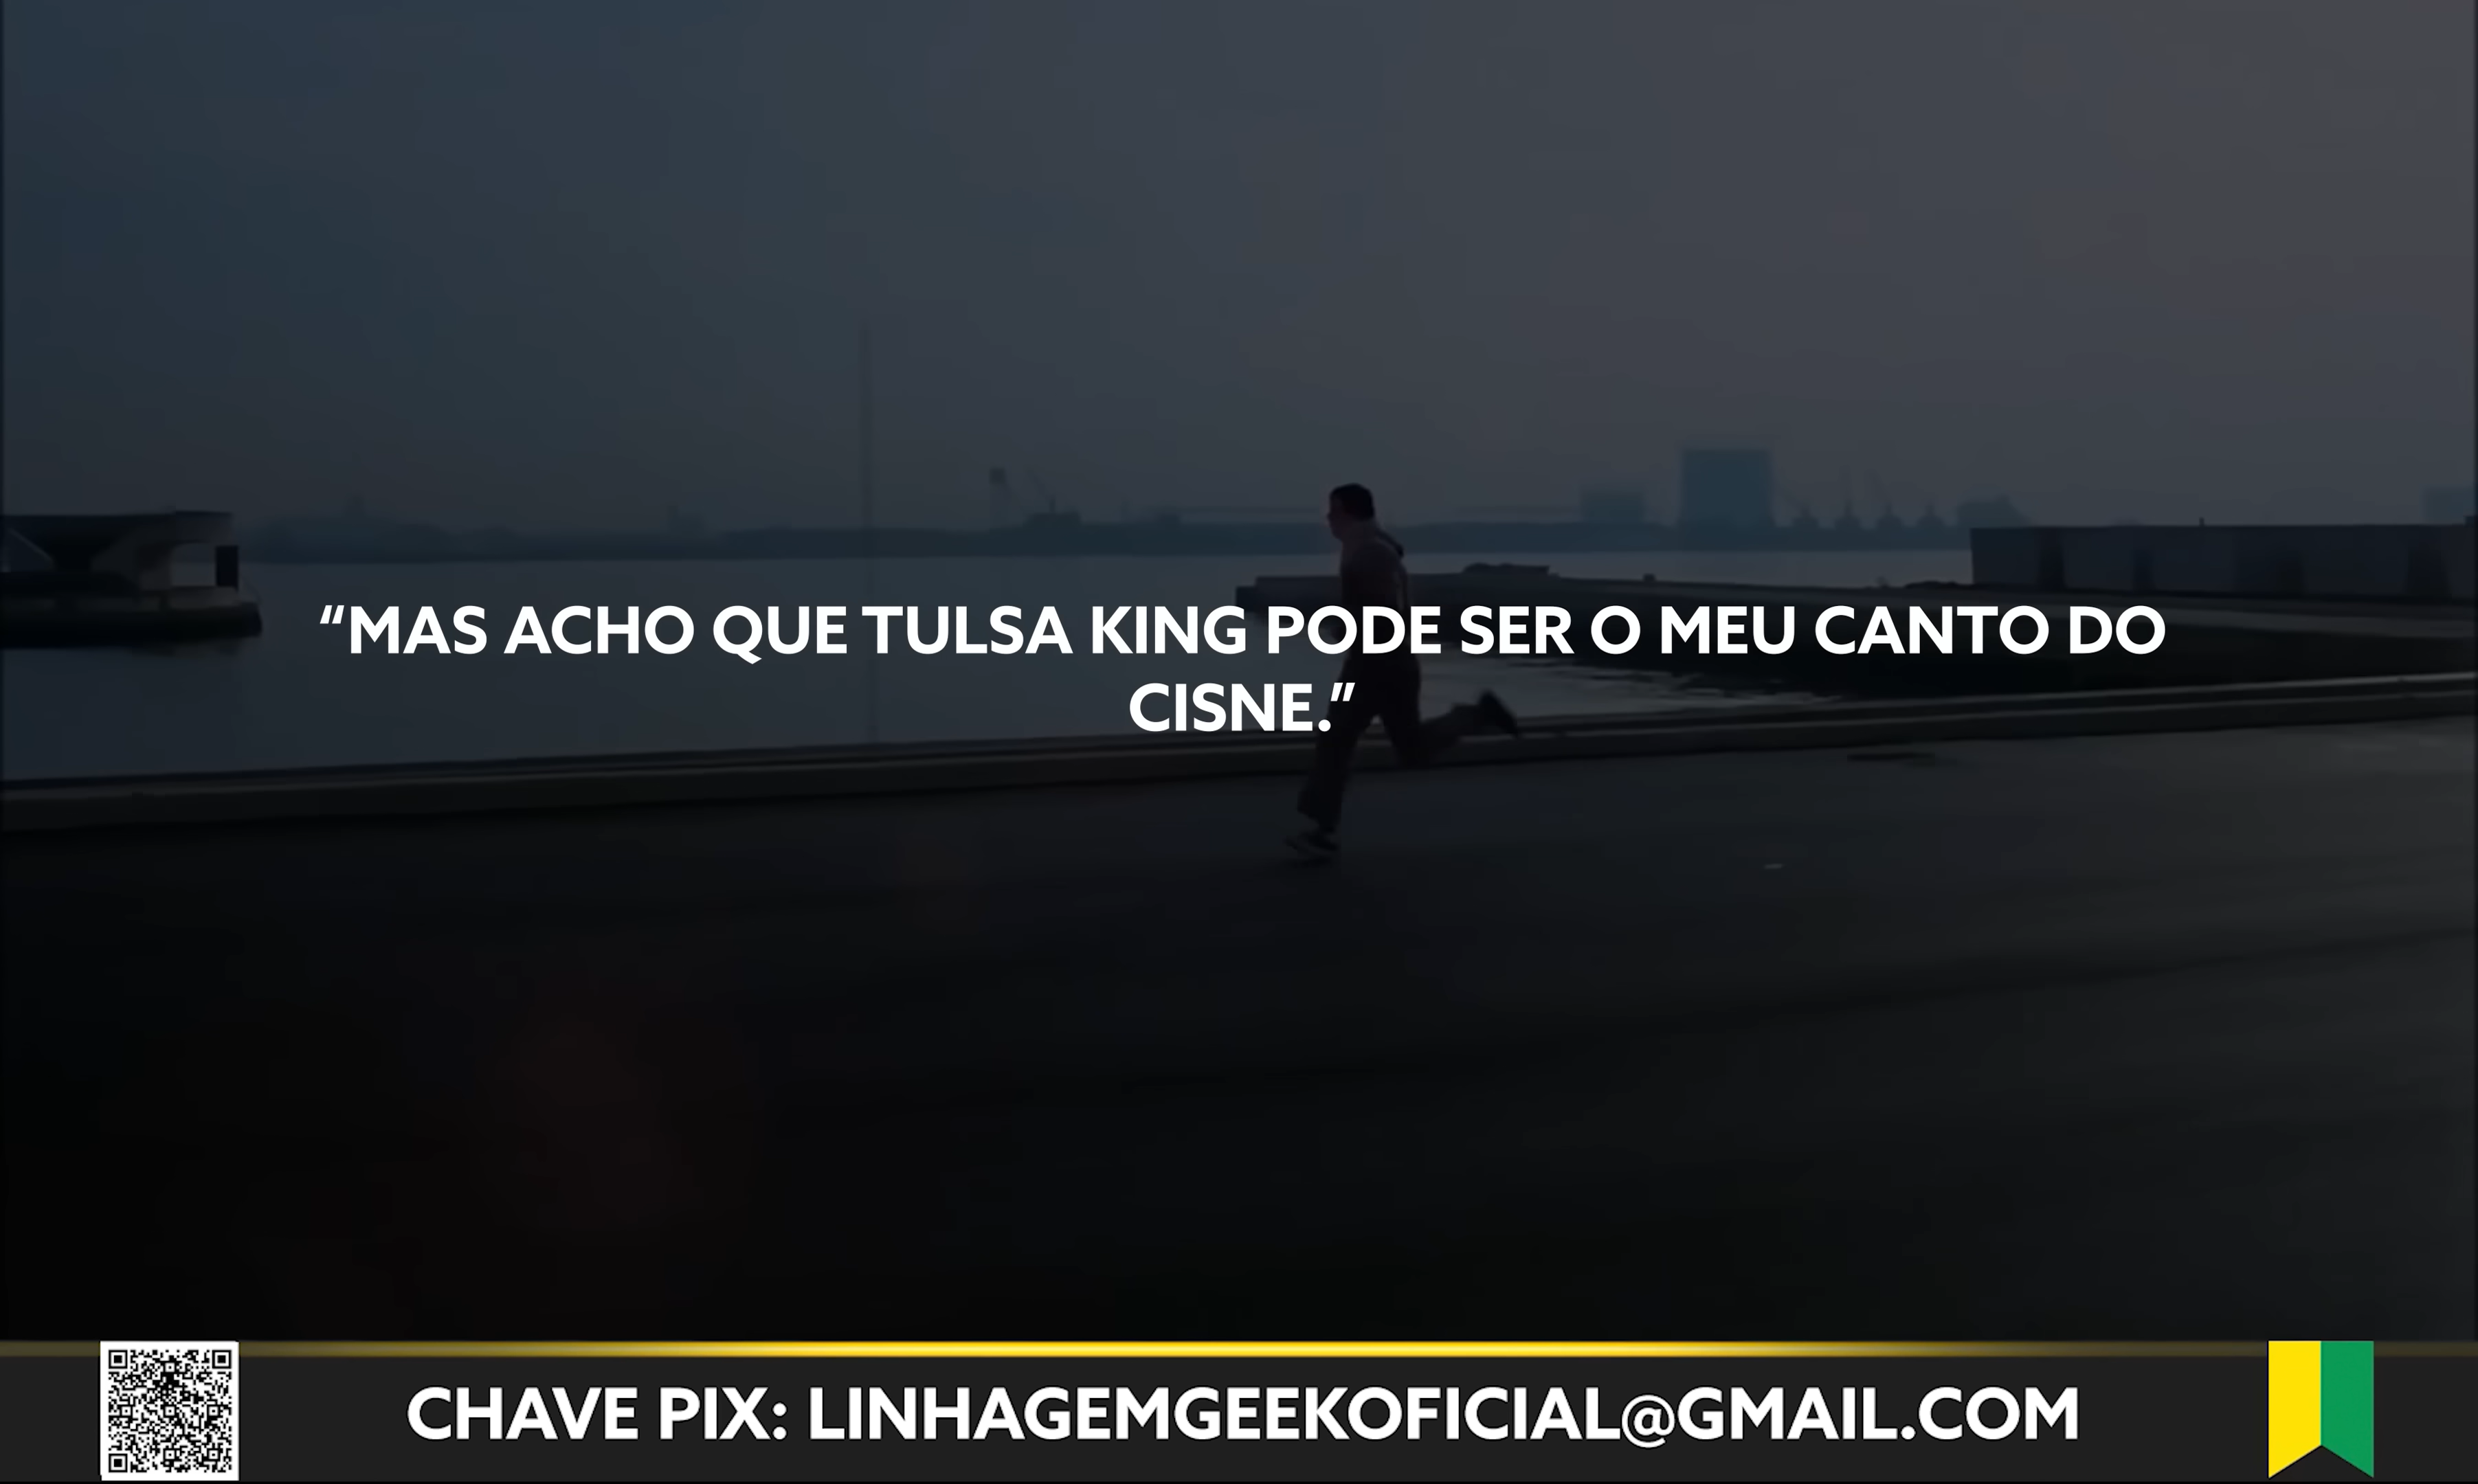 “MAS ACHO QUE TULSA KING PODE SER O MEU CANTO DO
CISNE.”
CHAVE PIX: LINHAGEMGEEKOFICIAL@GMAIL.COM